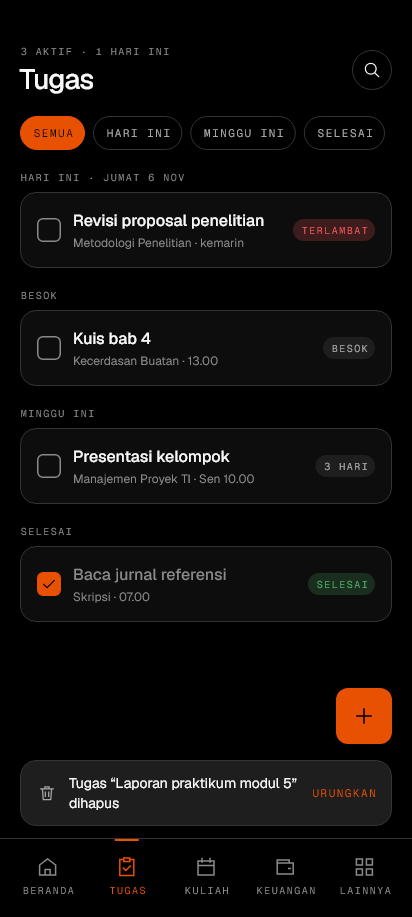 3 AKTIF · 1 HARI INI
Tugas
SEMUA
HARI INI
MINGGU INI
SELESAI
HARI INI · JUMAT 6 NOV
Revisi proposal penelitian
Metodologi Penelitian · kemarin
TERLAMBAT
BESOK
Kuis bab 4
Kecerdasan Buatan · 13.00
BESOK
MINGGU INI
Presentasi kelompok
Manajemen Proyek TI · Sen 10.00
3 HARI
SELESAI
Baca jurnal referensi
Skripsi · 07.00
SELESAI
Tugas “Laporan praktikum modul 5”
dihapus
URUNGKAN
BERANDA
TUGAS
KULIAH
KEUANGAN
LAINNYA